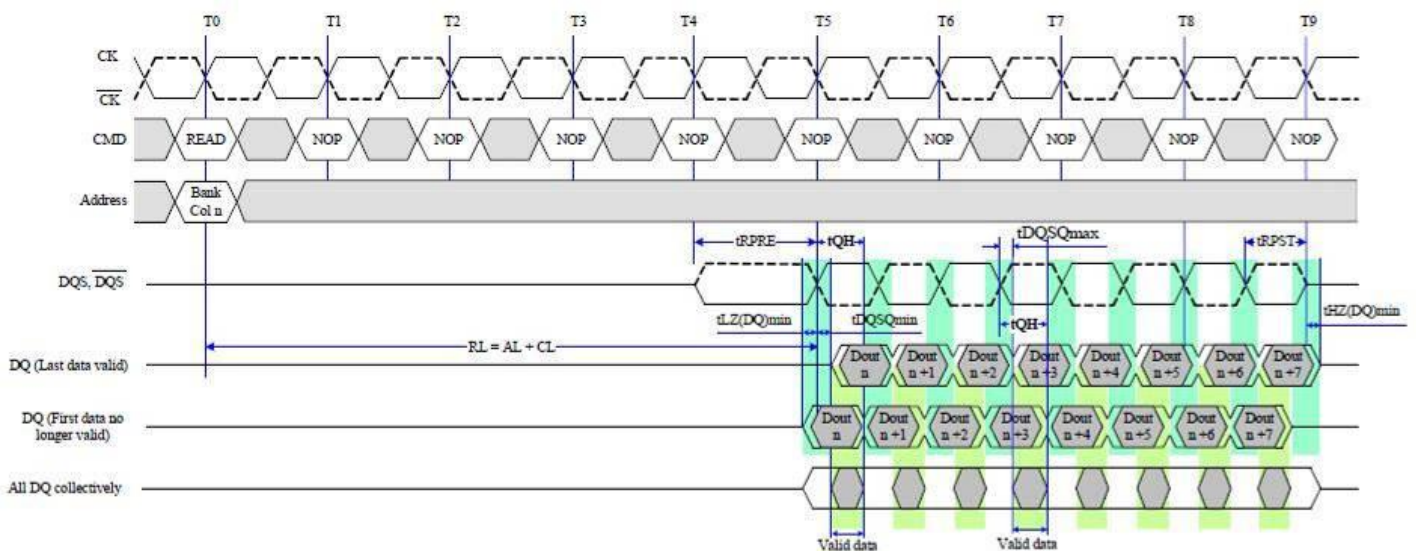 T0 T1 T2 T3 T4 T5 T6 T7 T8 T9
CK
CK
CMD READ NOP NOP NOP NOP NOP NOP NOP NOP NOP
Address Bank
Col n
tRPRE tQH tDQSQmax tRPST
DQS, DQS
tLZ(DQ)min tDQSQmin tQH tHZ(DQ)min
RL = AL + CL
DQ (Last data valid) Dout Dout Dout Dout Dout Dout Dout Dout
n n +1 n +2 n +3 n +4 n +5 n +6 n +7
DQ (First data no
longer valid)
Dout Dout Dout Dout Dout Dout Dout Dout
n n +1 n +2 n +3 n +4 n +5 n +6 n +7
All DQ collectively
Valid data Valid data